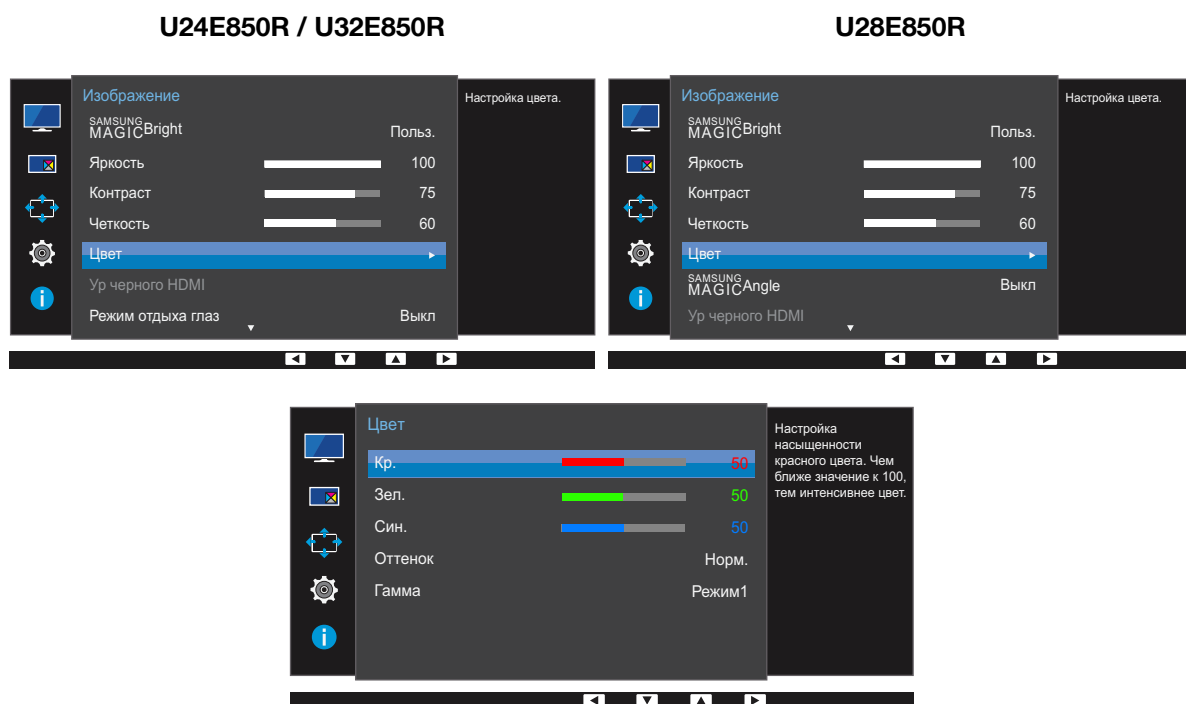 U24E850R / U32E850R
Изображение
SAMSUNG MAGICBright Польз.
Яркость 100
Контраст 75
Четкость 60
Цвет
Ур черного HDMI
Режим отдыха глаз Выкл
Настройка цвета.
i
U28E850R
Изображение
SAMSUNG MAGICBright Польз.
Яркость 100
Контраст 75
Четкость 60
Цвет
SAMSUNG MAGICAngle Выкл
Ур черного HDMI
Настройка цвета.
i
Цвет
Кр. 50
Зел. 50
Син. 50
Оттенок Норм.
Гамма Режим1
Настройка
насыщенности
красного цвета. Чем
ближе значение к 100,
тем интенсивнее цвет.
i